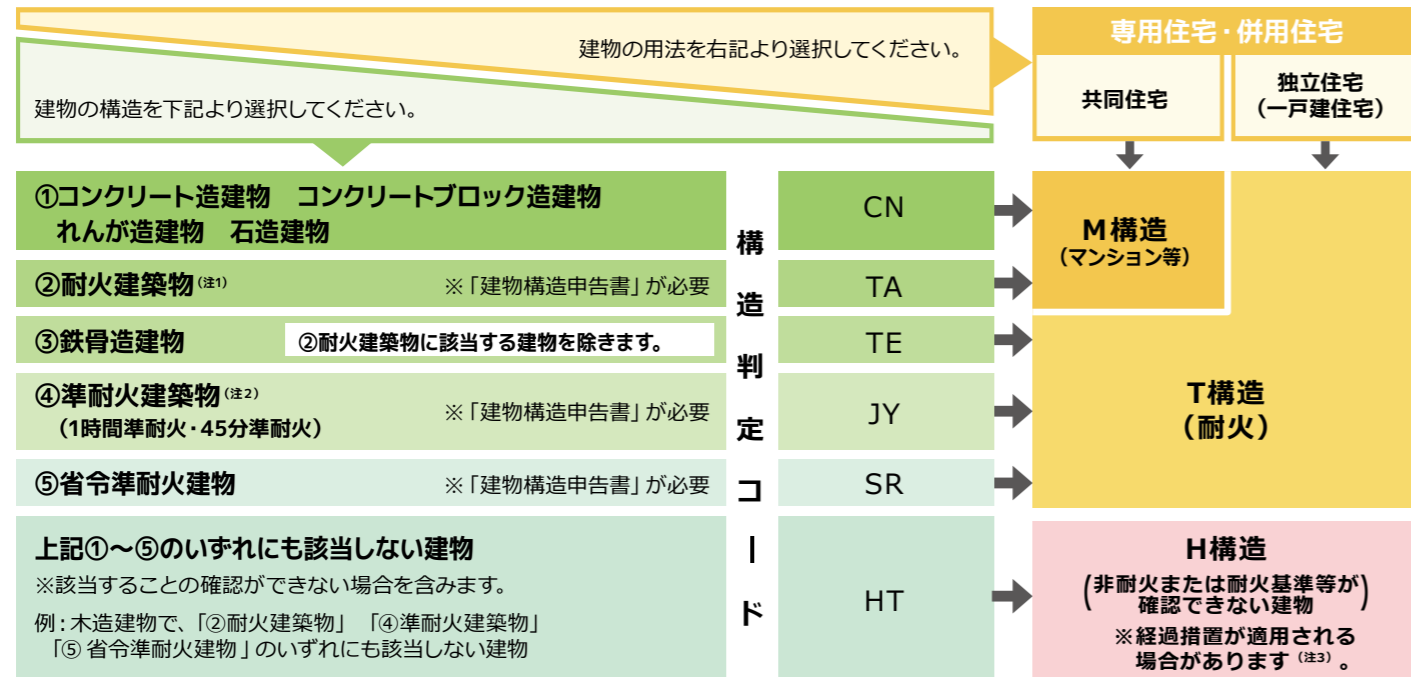 建物の用法を右記より選択してください。
建物の構造を下記より選択してください。
専用住宅・併用住宅
共同住宅
独立住宅
（一戸建住宅）
①コンクリート造建物　コンクリートブロック造建物
れんが造建物　石造建物
CN
M構造
（マンション等）
②耐火建築物（注1）
※「建物構造申告書」が必要
TA
③鉄骨造建物
②耐火建築物に該当する建物を除きます。
TE
④準耐火建築物（注2）
（1時間準耐火・45分準耐火）
※「建物構造申告書」が必要
JY
T構造
（耐火）
⑤省令準耐火建物
※「建物構造申告書」が必要
SR
構造判定コード
上記①～⑤のいずれにも該当しない建物
※該当することの確認ができない場合を含みます。
例：木造建物で、「②耐火建築物」「④準耐火建築物」
「⑤ 省令準耐火建物」のいずれにも該当しない建物
HT
H構造
（非耐火または耐火基準等が
確認できない建物）
※経過措置が適用される
場合があります（注3）。